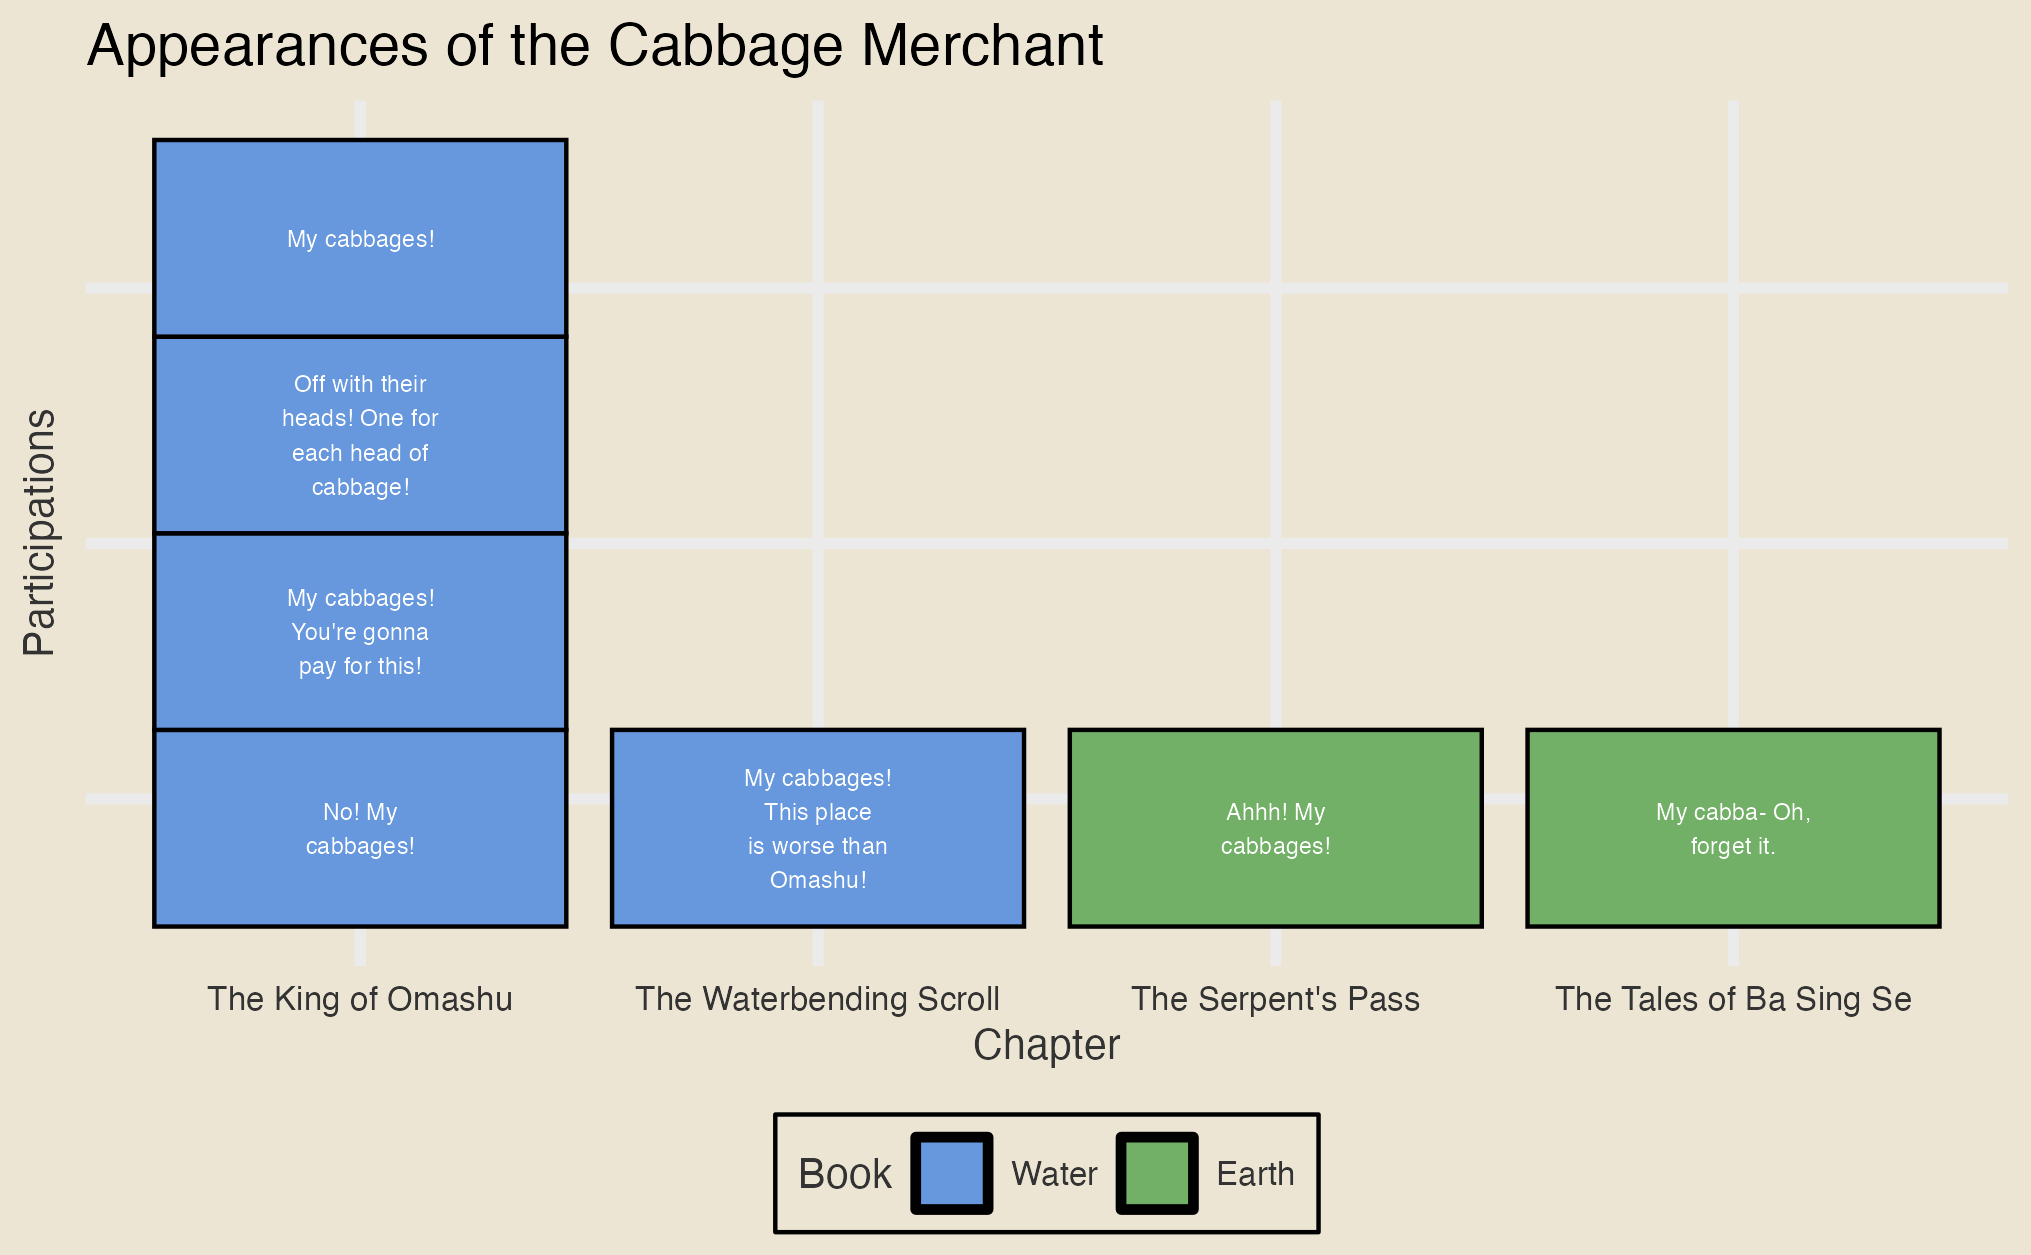 Appearances of the Cabbage Merchant
Participations
My cabbages!
Off with their
heads! One for
each head of
cabbage!
My cabbages!
You're gonna
pay for this!
No! My
cabbages!
My cabbages!
This place
is worse than
Omashu!
Ahhh! My
cabbages!
My cabba- Oh,
forget it.
The King of Omashu
The Waterbending Scroll
The Serpent's Pass
The Tales of Ba Sing Se
Chapter
Book
Water
Earth